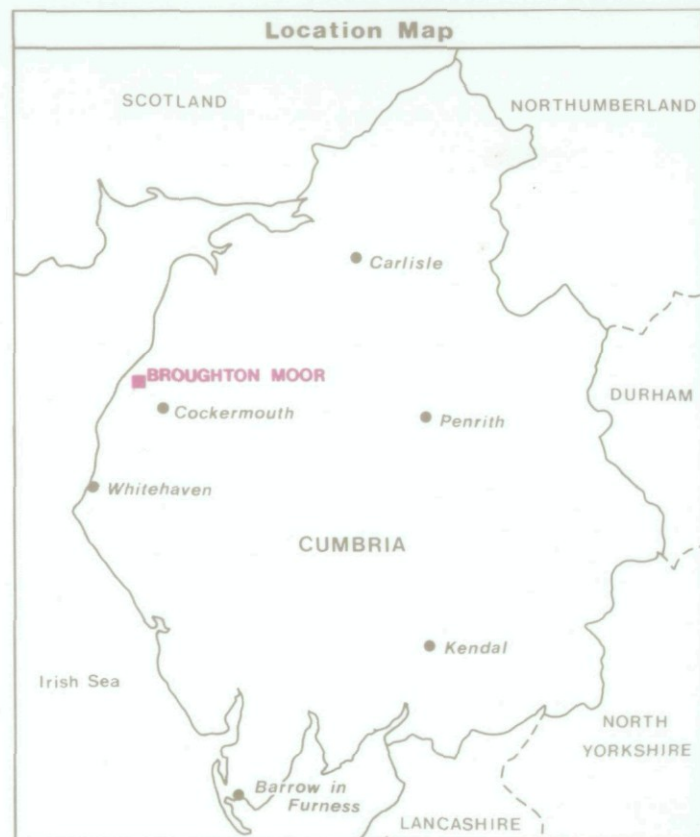 Location Map
SCOTLAND
NORTHUMBERLAND
Carlisle
BROUGHTON MOOR
DURHAM
Cockermouth
Penrith
Whitehaven
CUMBRIA
Kendal
Irish Sea
NORTH
YORKSHIRE
Barrow in
Furness
LANCASHIRE